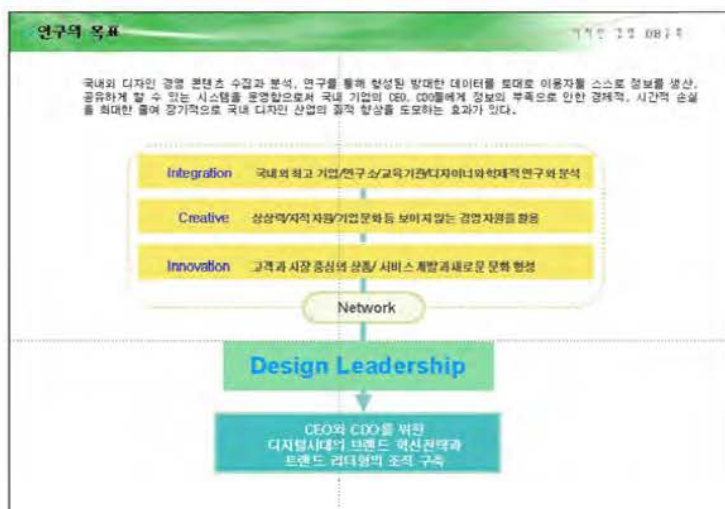 연구의 목표
디자인 경영 DB구축
국내외 디자인 경영 콘텐츠 수집과 분석, 연구를 통해 형성된 방대한 데이터를 토대로 이용자들 스스로 정보를 생산,
공유하게 할 수 있는 시스템을 운영함으로써 국내 기업의 CEO, CDO들에게 정보의 부족으로 인한 경제적, 시간적 손실
을 최대한 줄여 장기적으로 국내 디자인 산업의 질적 향상을 도모하는 효과가 있다.
Integration 국내외 최고 기업/연구소/교육기관/디자이너와 학제적 연구와 분석
Creative 상상력/지적자원/기업문화 등 보이지 않는 경영자원를 활용
Innovation 고객과 시장 중심의 상품/ 서비스 개발과 새로운 문화 형성
Network
Design Leadership
CEO와 CDO를 위한
디지털시대의 브랜드 혁신전략과
트랜드 리더형의 조직 구축